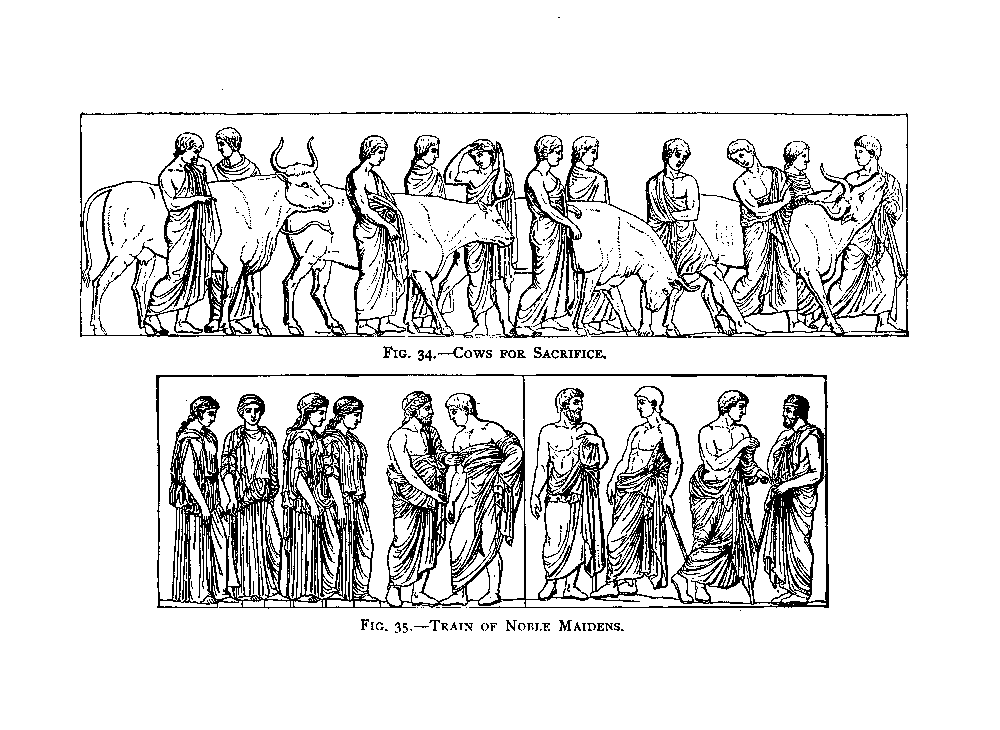 Fig. 34.—Cows for Sacrifice.
Fig. 35.—Train of Noble Maidens.